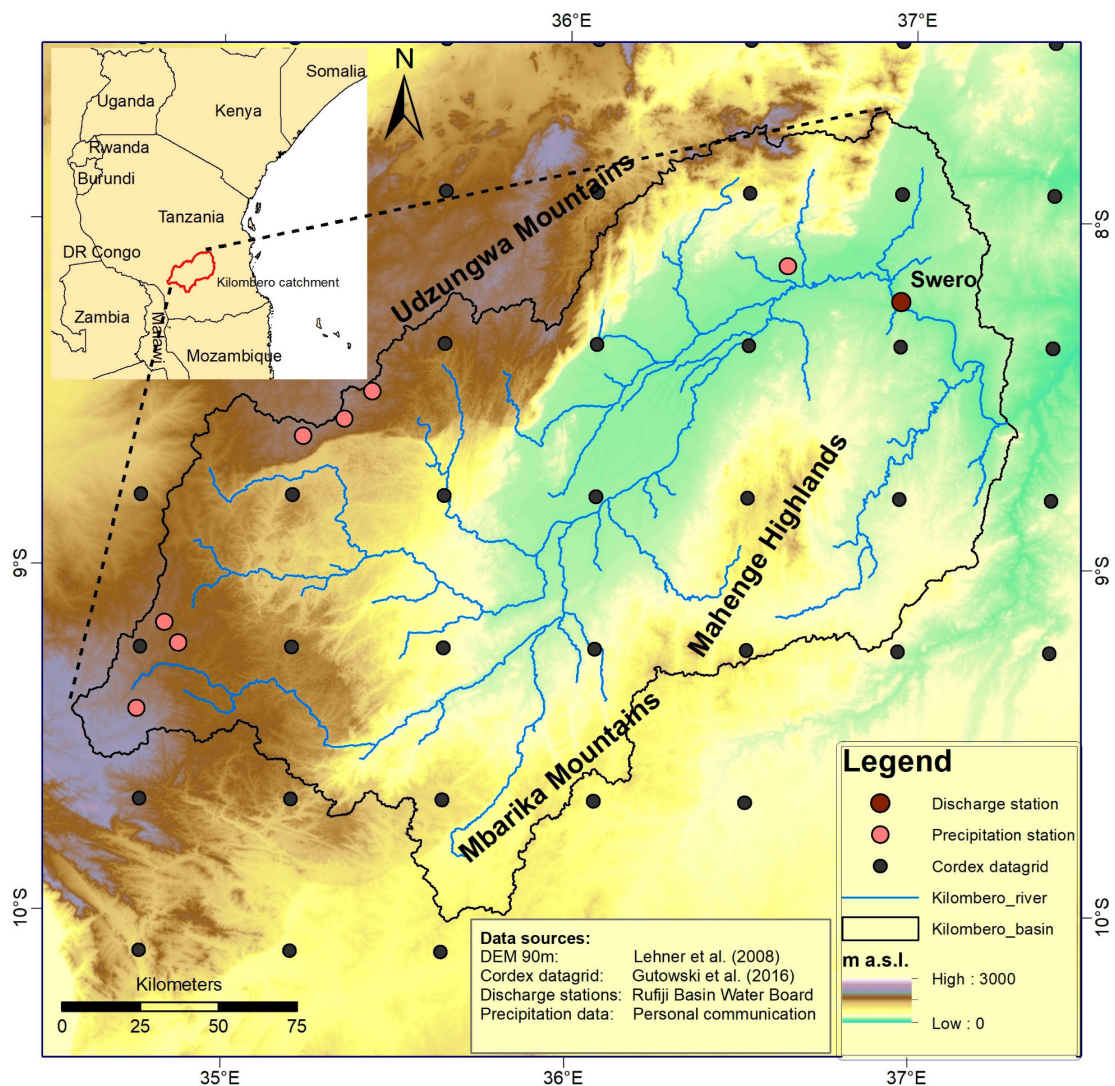 36°E
37°E
N
Somalia
Uganda
Kenya
Rwanda
Burundi
Tanzania
DR Congo
Kilombero catchment
Zambia
Malawi
Mozambique
Udzungwa Mountains
8°S
Swero
Mahenge Highlands
9°S
9°S
Mbarika Mountains
Legend
Discharge station
Precipitation station
Cordex datagrid
Kilombero_river
Kilombero_basin
m a.s.l.
High : 3000
Low : 0
10°S
10°S
Data sources:
DEM 90m: Lehner et al. (2008)
Cordex datagrid: Gutowski et al. (2016)
Discharge stations: Rufiji Basin Water Board
Precipitation data: Personal communication
Kilometers
0 25 50 75
35°E
36°E
37°E